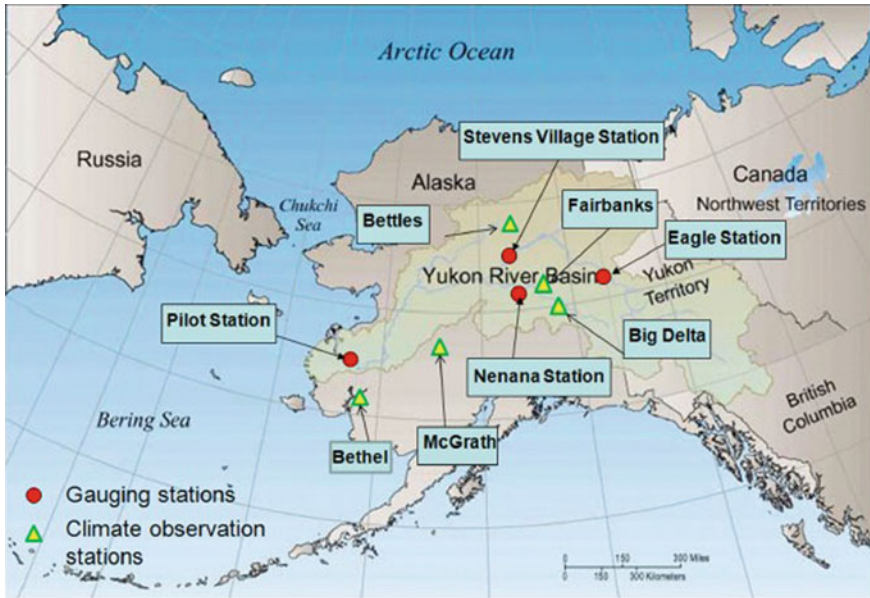 Arctic Ocean
Stevens Village Station
Russia
Alaska
Canada
Northwest Territories
Chukchi
Sea
Bettles
Fairbanks
Eagle Station
Yukon River Basin
Yukon
Territory
Pilot Station
Big Delta
Nenana Station
British
Columbia
Bering Sea
McGrath
Bethel
Gauging stations
Climate observation
stations
0 150 300 Miles
0 150 300 Kilometers